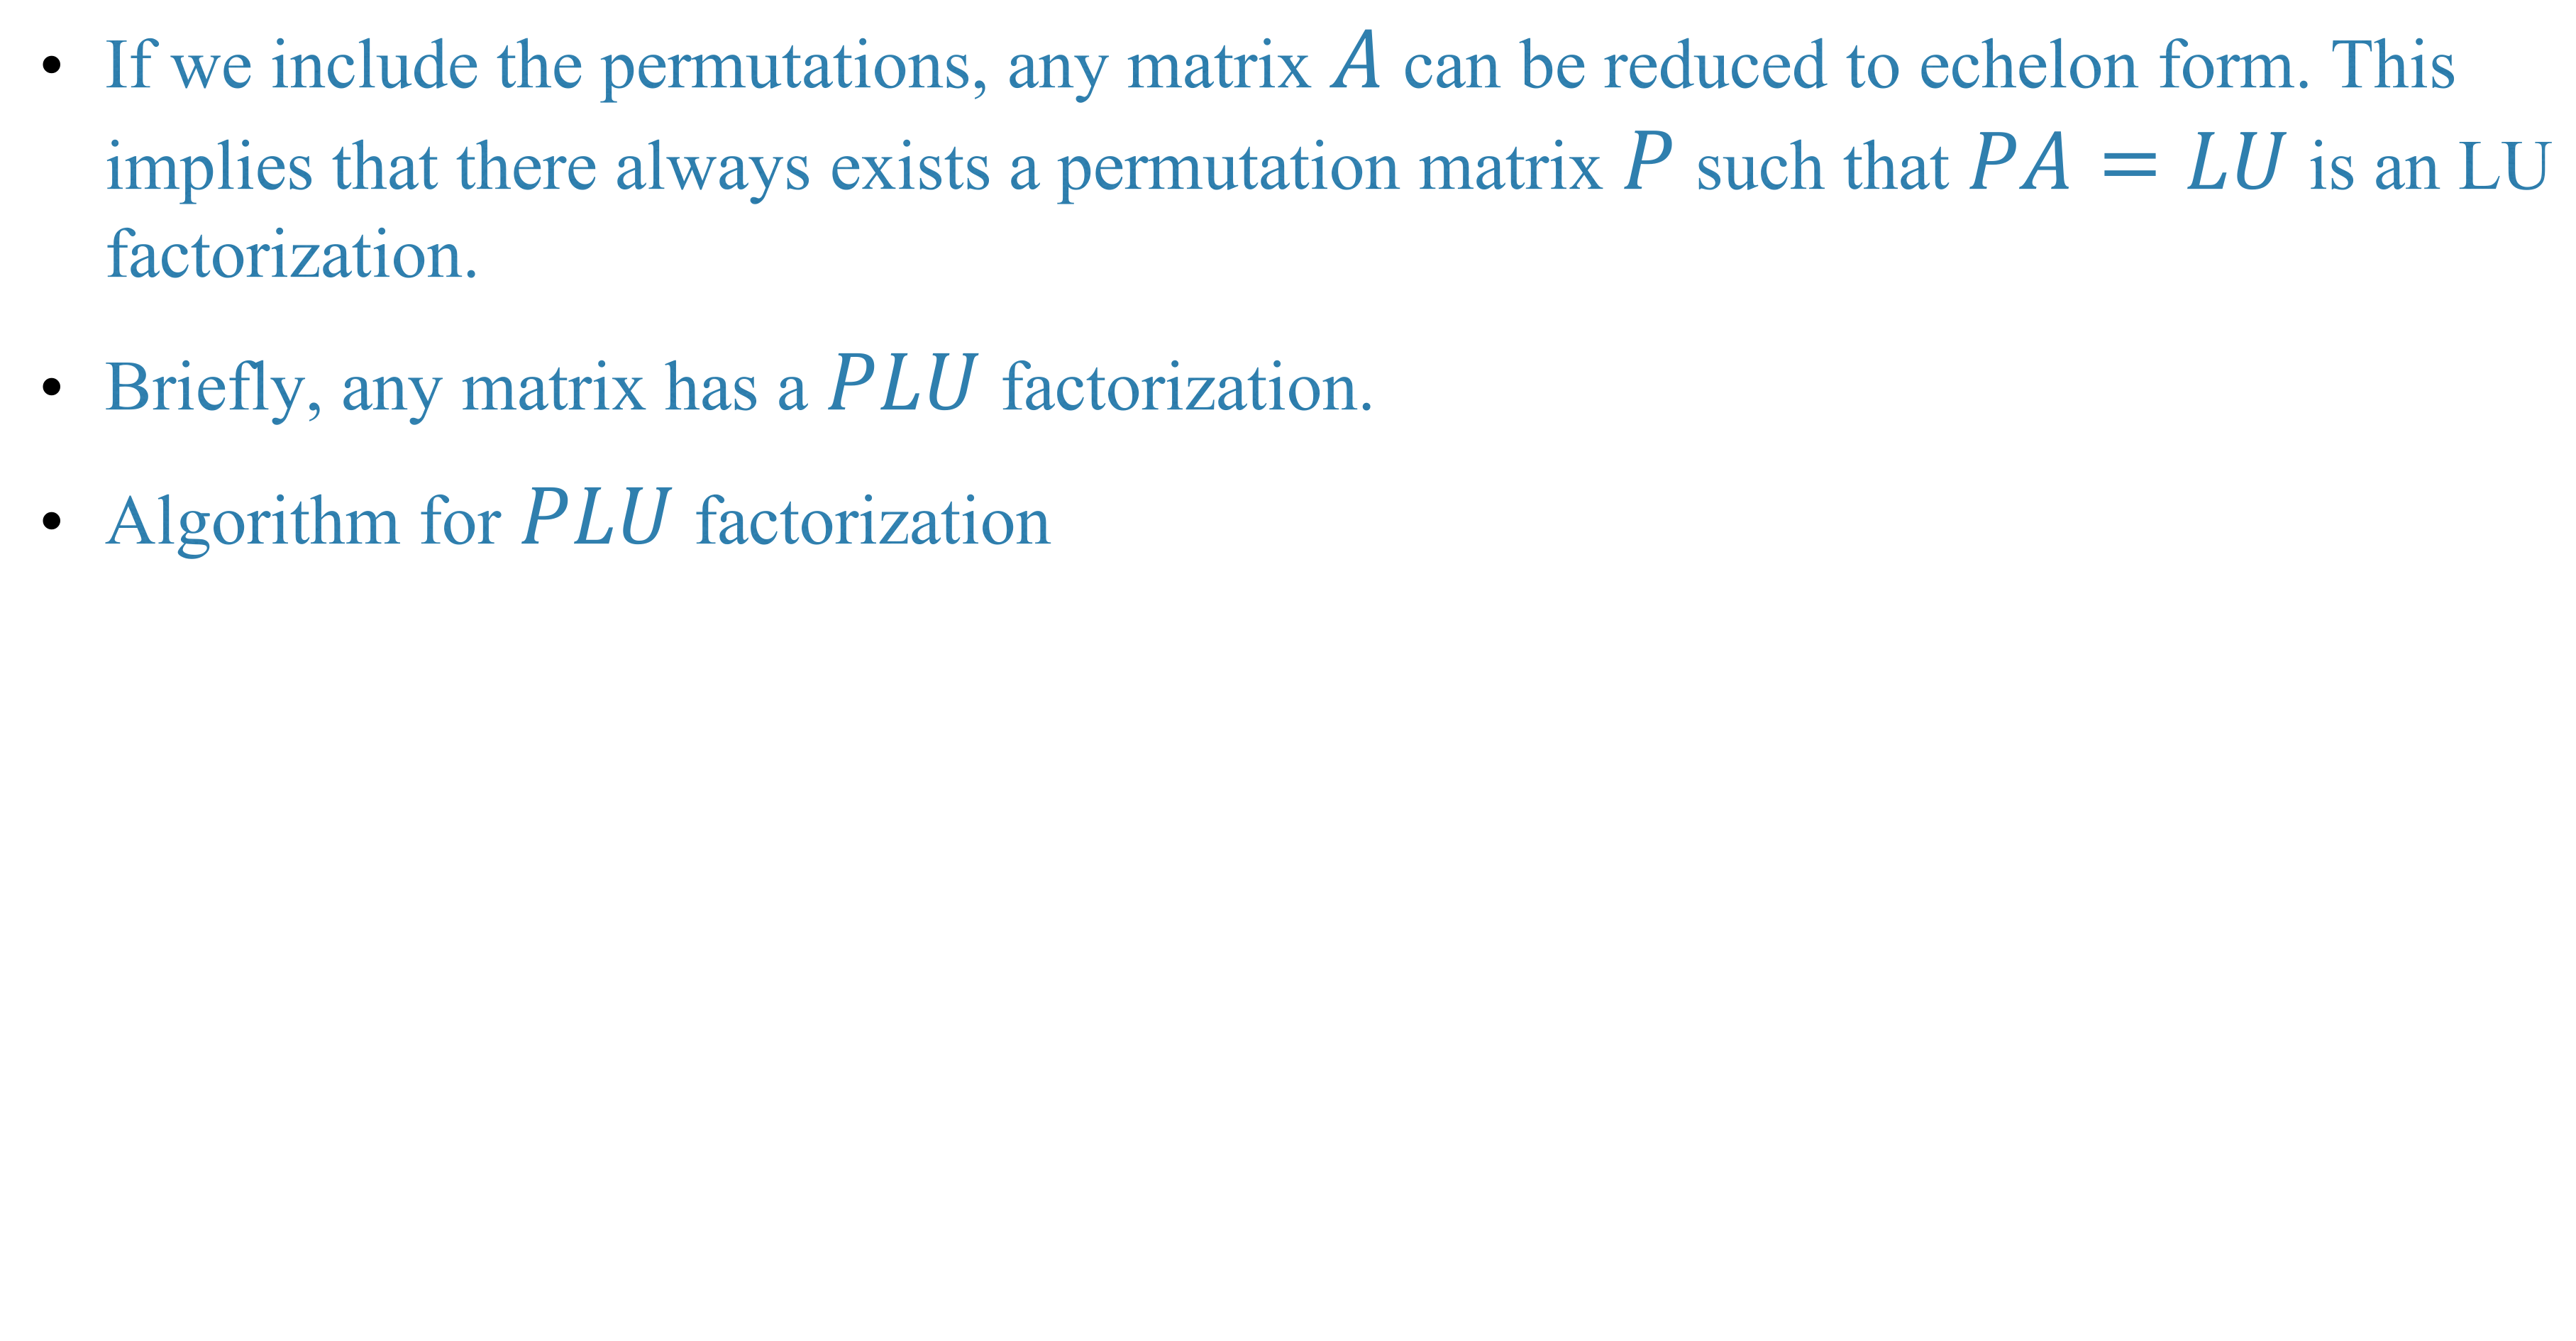 • If we include the permutations, any matrix A can be reduced to echelon form. This
implies that there always exists a permutation matrix P such that PA = LU is an LU
factorization.
• Briefly, any matrix has a PLU factorization.
• Algorithm for PLU factorization